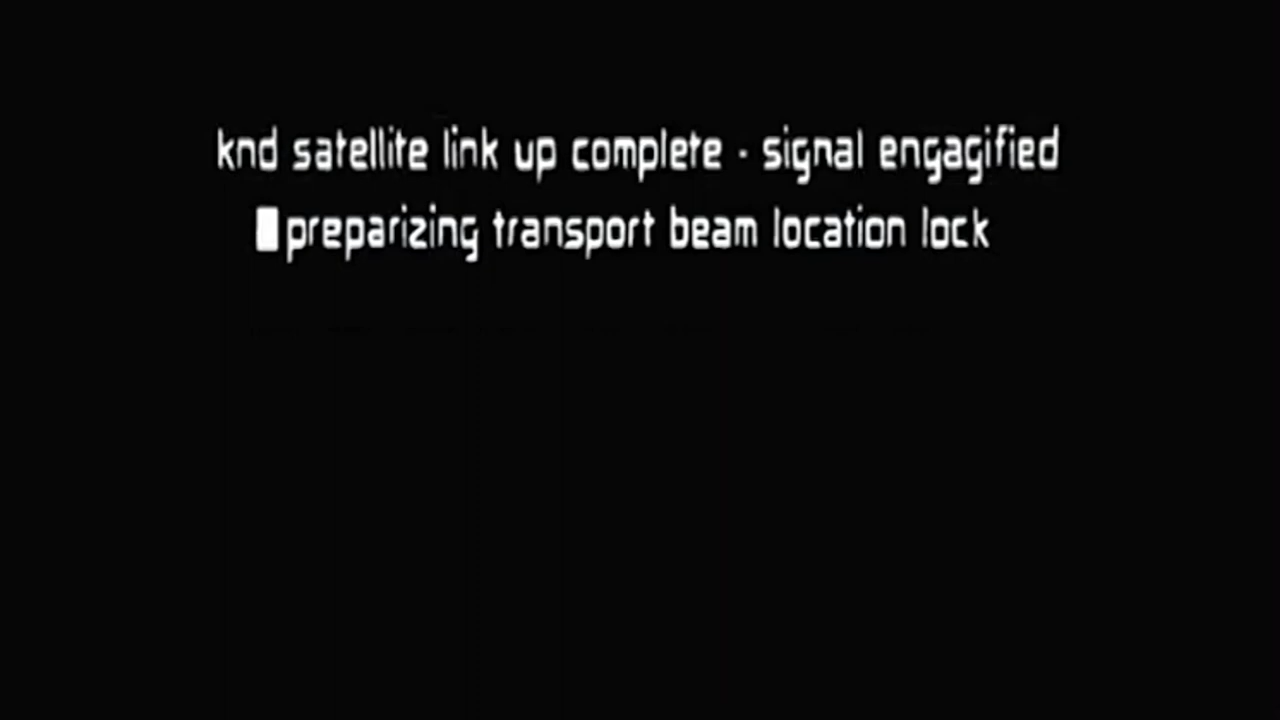 knd satellite link up complete - signal engagified
preparizing transport beam location lock